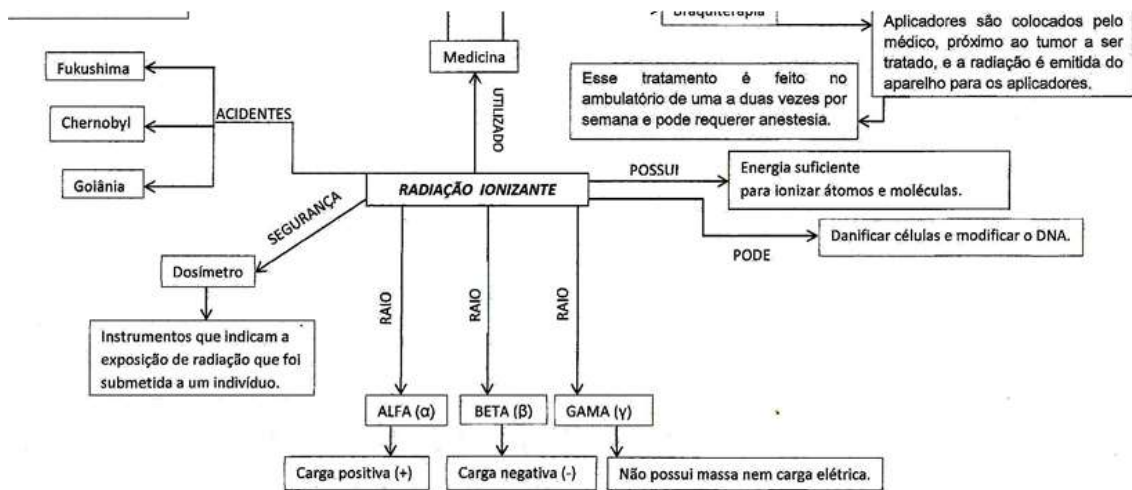 Braquiterapia
Aplicadores são colocados pelo
médico, próximo ao tumor a ser
tratado, e a radiação é emitida do
aparelho para os aplicadores.
Medicina
Fukushima
Esse tratamento é feito no
ambulatório de uma a duas vezes por
semana e pode requerer anestesia.
UTILIZADO
Chernobyl
ACIDENTES
Goiânia
RADIAÇÃO IONIZANTE
POSSUI
Energia suficiente
para ionizar átomos e moléculas.
SEGURANÇA
PODE
Danificar células e modificar o DNA.
Dosímetro
RAIO
RAIO
RAIO
Instrumentos que indicam a
exposição de radiação que foi
submetida a um indivíduo.
ALFA (α)
BETA (β)
GAMA (γ)
Carga positiva (+)
Carga negativa (-)
Não possui massa nem carga elétrica.